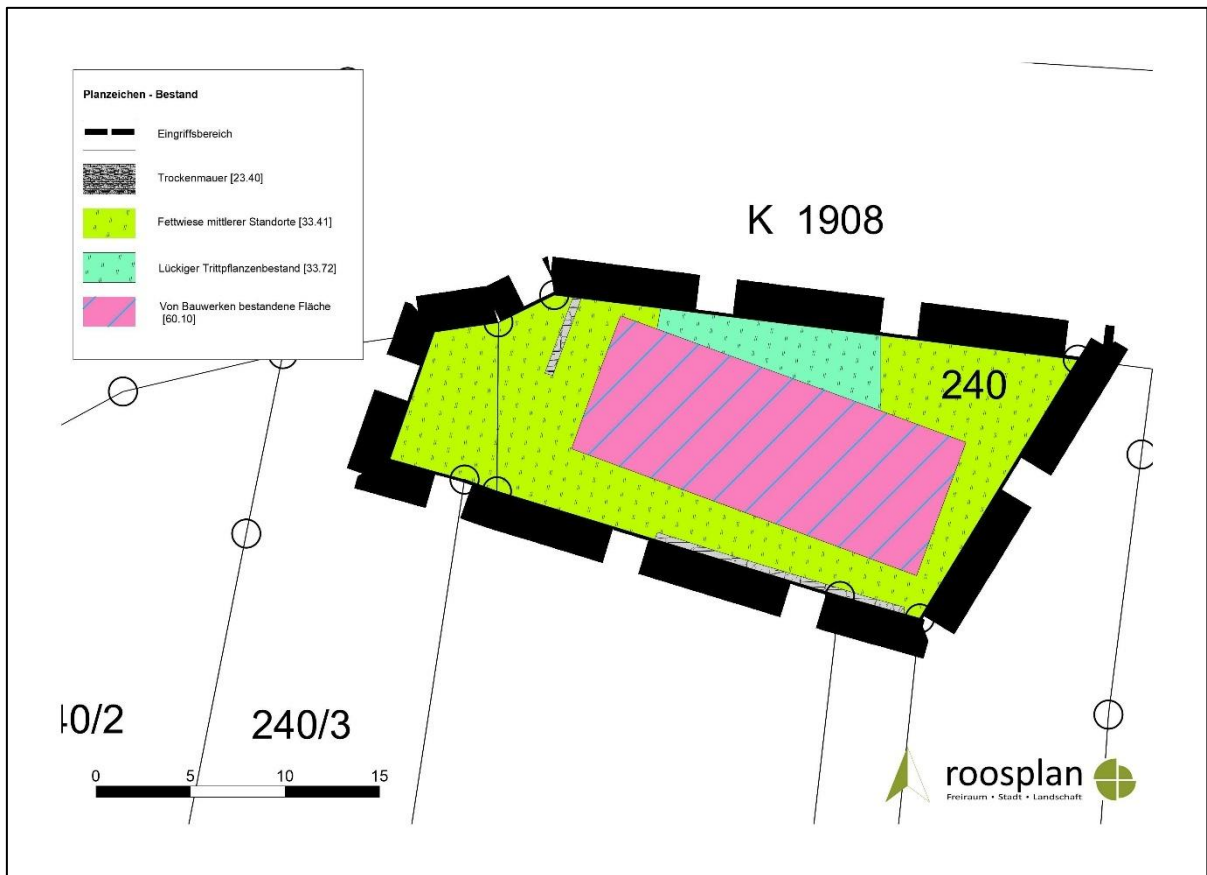 Planzeichen - Bestand
Eingriffsbereich
Trockenmauer [23.40]
Fettwiese mittlerer Standorte [33.41]
Lückiger Trittpflanzenbestand [33.72]
Von Bauwerken bestandene Fläche
[60.10]
K 1908
240
40/2
240/3
0 5 10 15
roosplan
Freiraum • Stadt • Landschaft